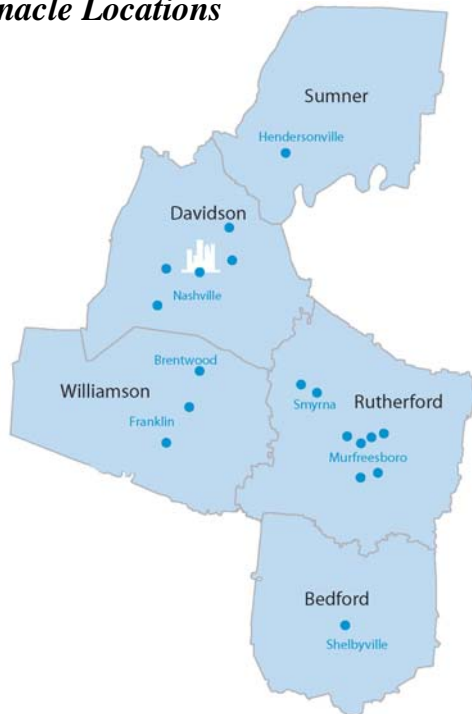 nacle Locations
Sumner
Hendersonville
Davidson
Nashville
Brentwood
Williamson
Franklin
Smyrna
Rutherford
Murfreesboro
Bedford
Shelbyville